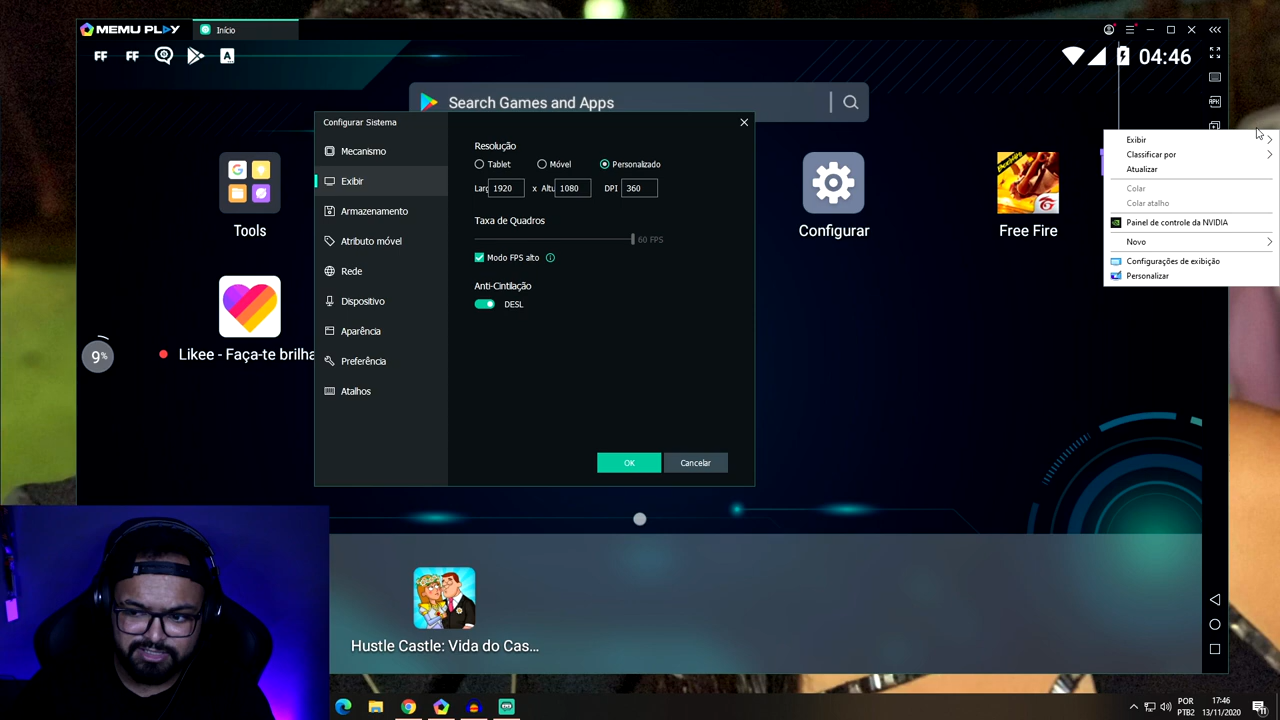 MEMU PLAY
Início
FF
FF
A
04:46
Search Games and Apps
APK
Configurar Sistema
Mecanismo
Exibir
Armazenamento
Atributo móvel
Rede
Dispositivo
Aparência
Preferência
Atalhos
Resolução
Tablet Móvel Personalizado
Larg 1920 x Altu 1080 DPI 360
Taxa de Quadros
60 FPS
Modo FPS alto
Anti-Cintilação
DESL
OK Cancelar
Tools
Likee - Faça-te brilha
9%
Configurar
Free Fire
Exibir
Classificar por
Atualizar
Colar
Colar atalho
Painel de controle da NVIDIA
Novo
Configurações de exibição
Personalizar
Hustle Castle: Vida do Cas...
POR
PTB2
17:46
13/11/2020